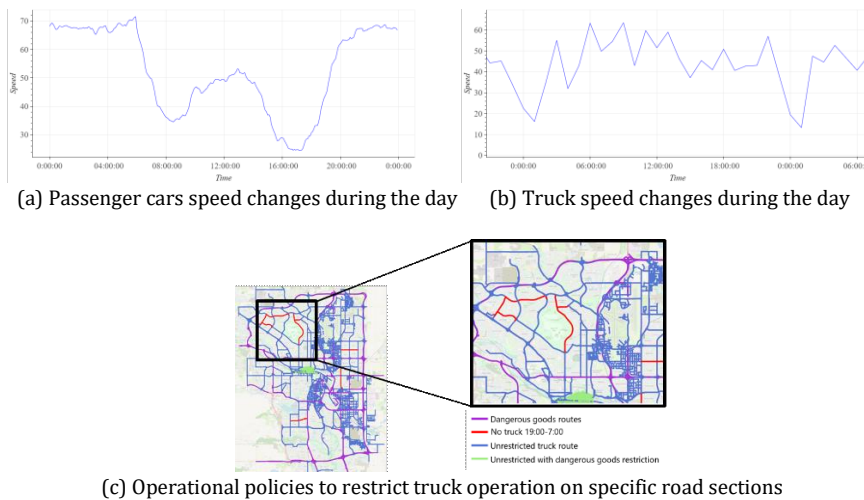 70
60
50
40
30
Speed
0:00:00
04:00:00
08:00:00
12:00:00
16:00:00
20:00:00
0:00:00
Time
(a) Passenger cars speed changes during the day
60
50
40
30
20
10
0
Speed
0:00:00
06:00:00
12:00:00
18:00:00
0:00:00
06:00
Time
(b) Truck speed changes during the day
Dangerous goods routes
No truck 19:00-7:00
Unrestricted truck route
Unrestricted with dangerous goods restriction
(c) Operational policies to restrict truck operation on specific road sections